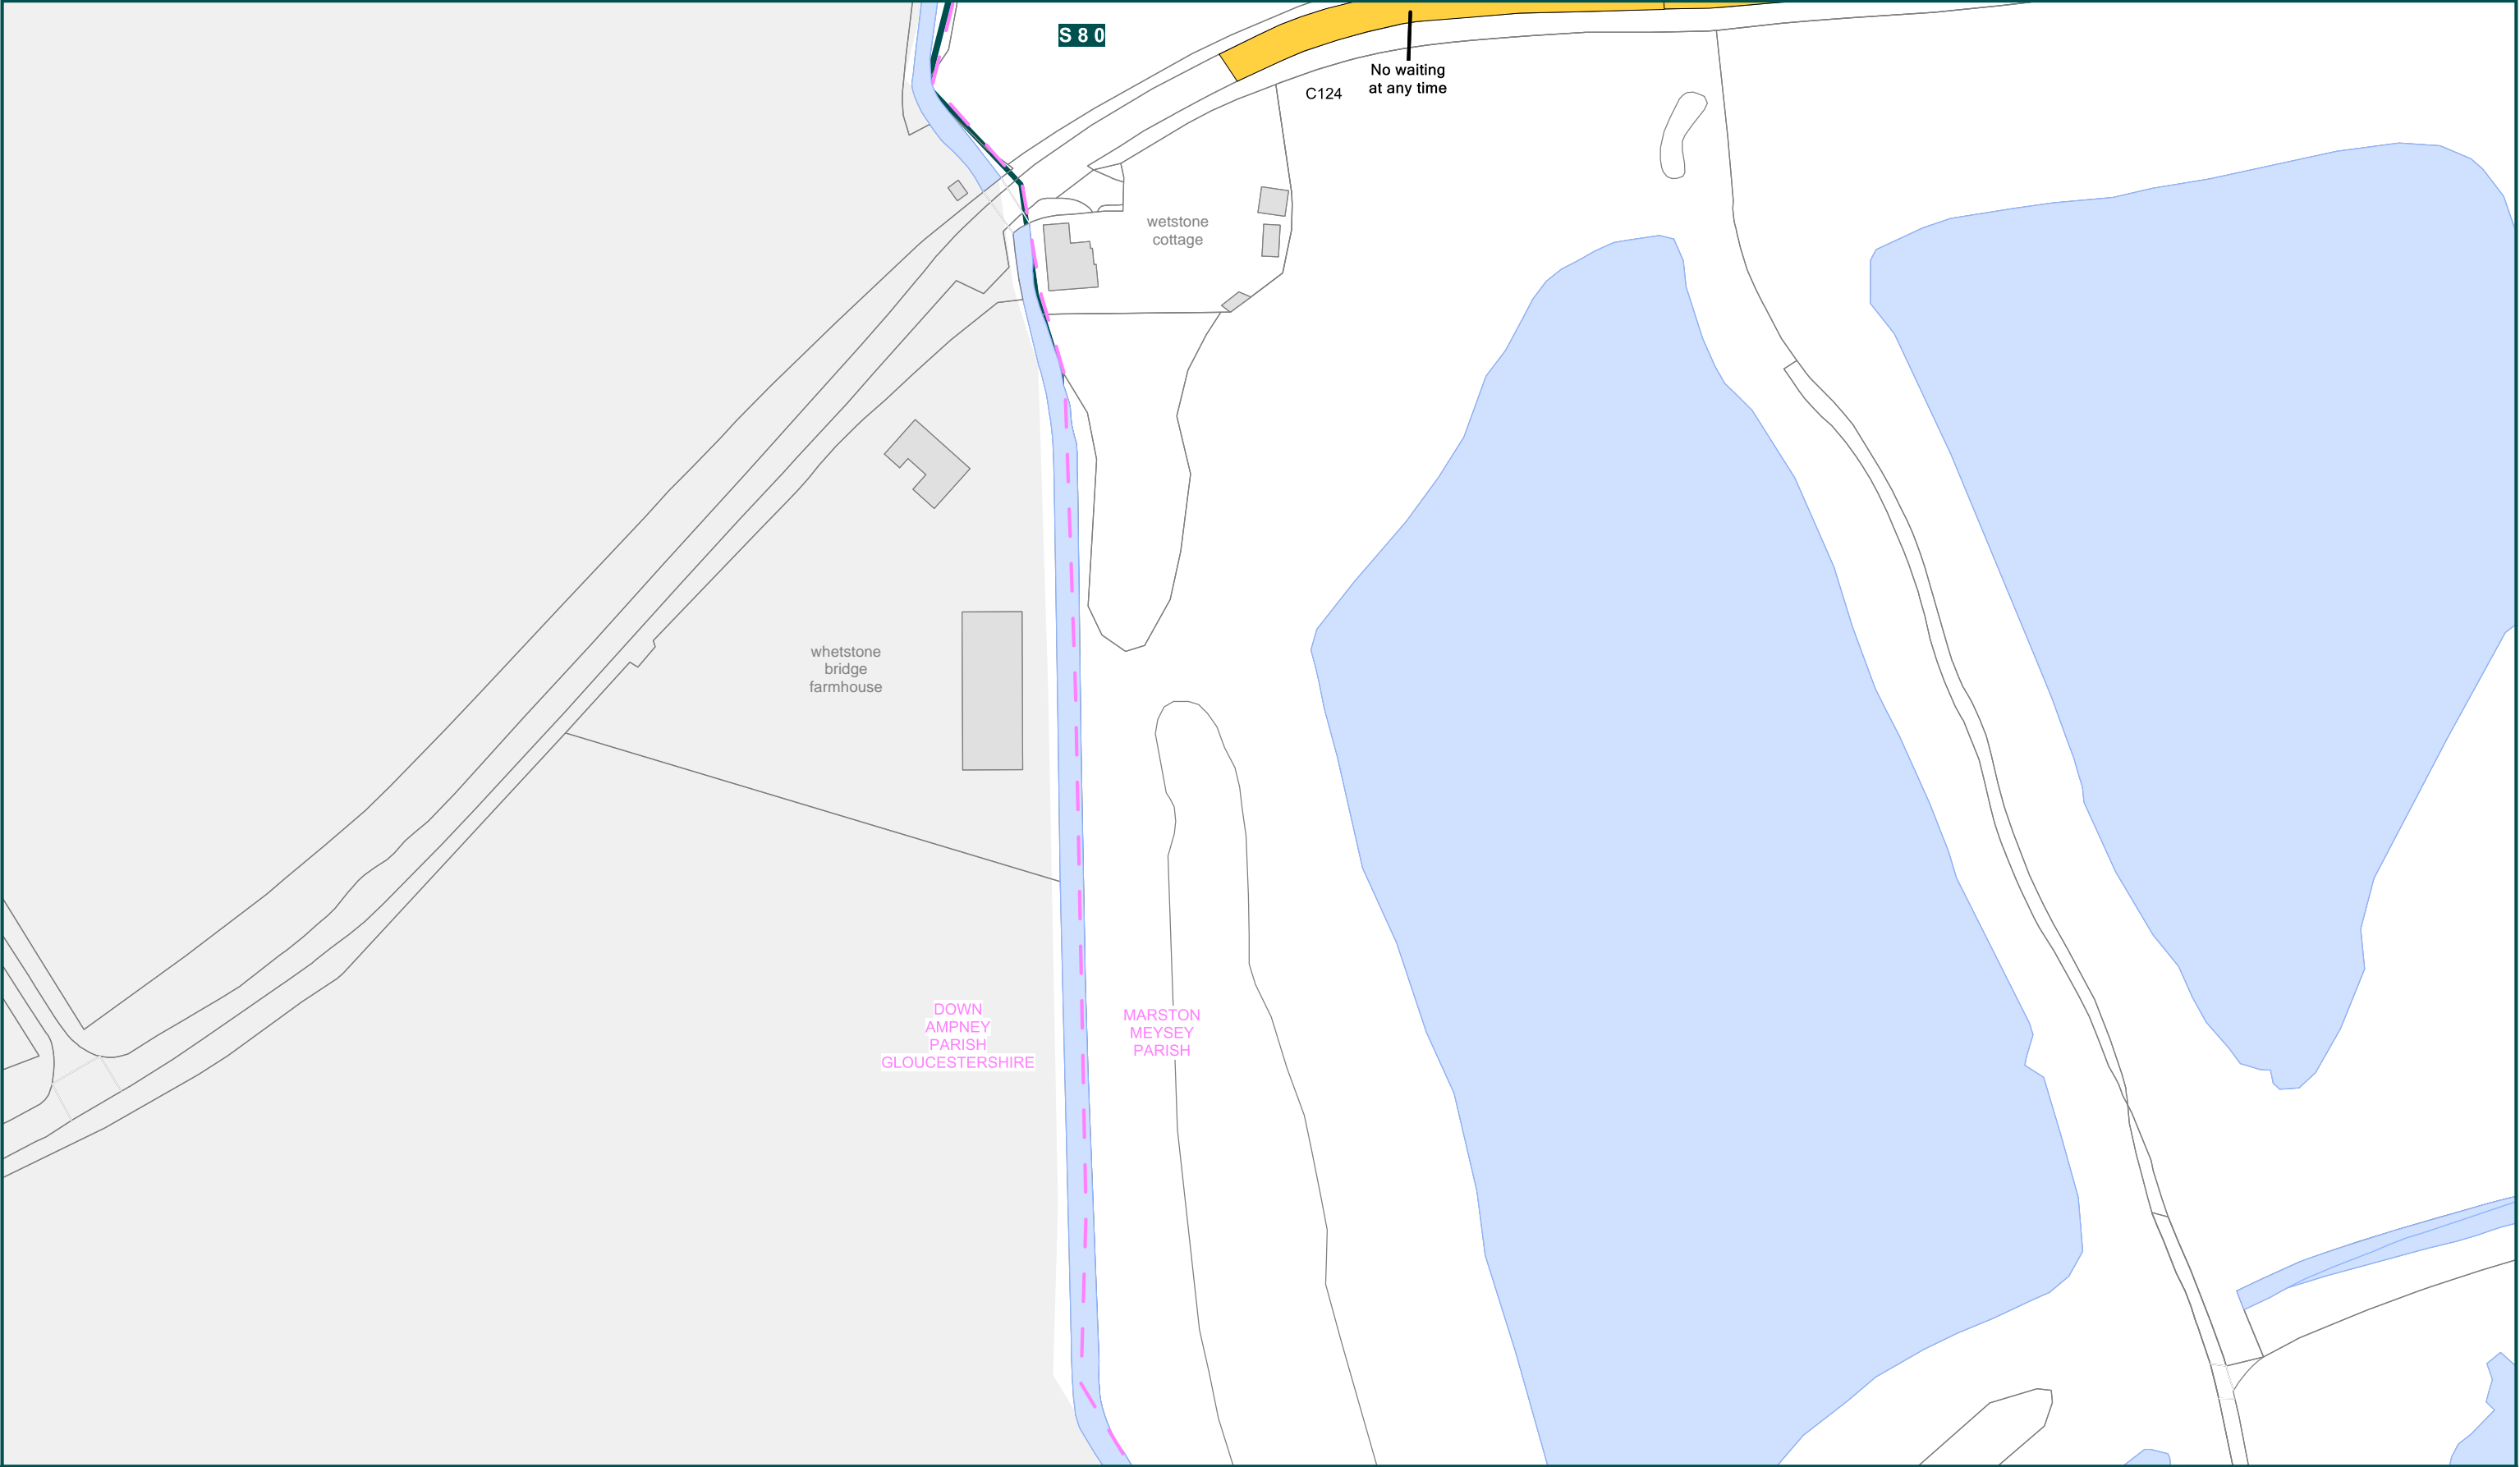 S 8 0
No waiting
at any time
C124
wetstone
cottage
whetstone
bridge
farmhouse
DOWN
AMPNEY
PARISH
GLOUCESTERSHIRE
MARSTON
MEYSEY
PARISH